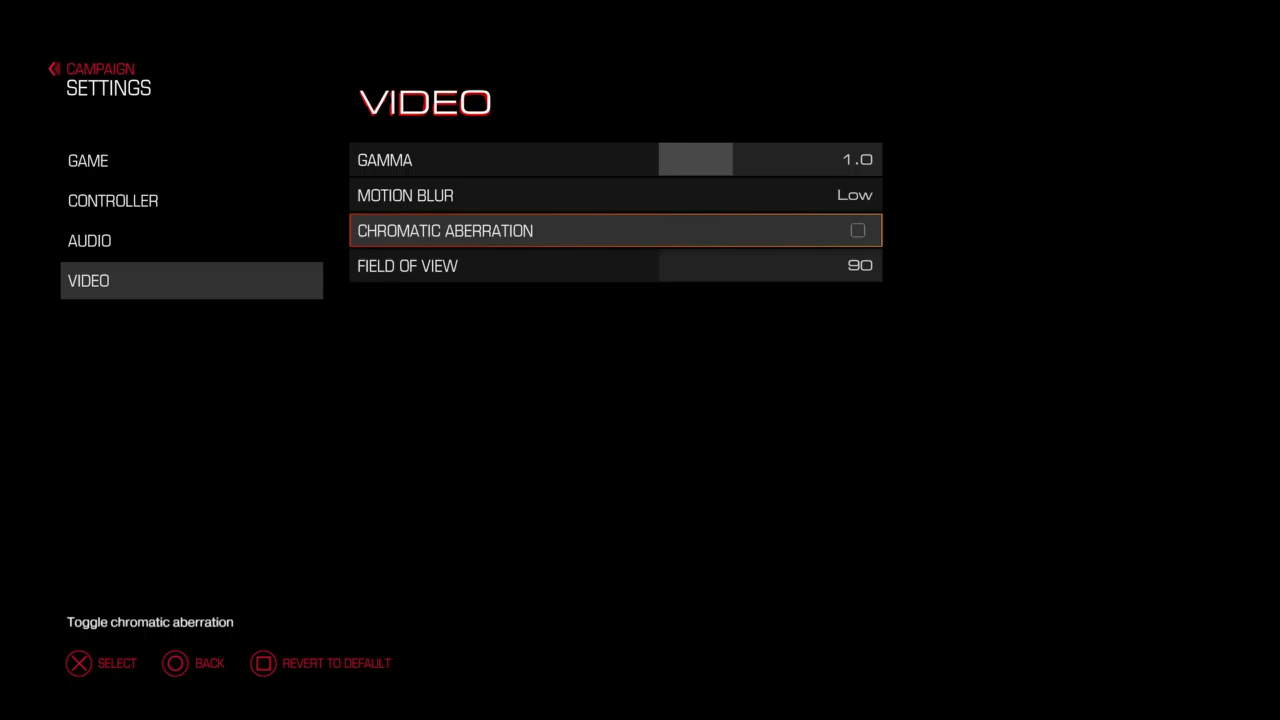 CAMPAIGN
SETTINGS
VIDEO
GAME
CONTROLLER
AUDIO
VIDEO
GAMMA 1.0
MOTION BLUR Low
CHROMATIC ABERRATION
FIELD OF VIEW 90
Toggle chromatic aberration
SELECT BACK REVERT TO DEFAULT